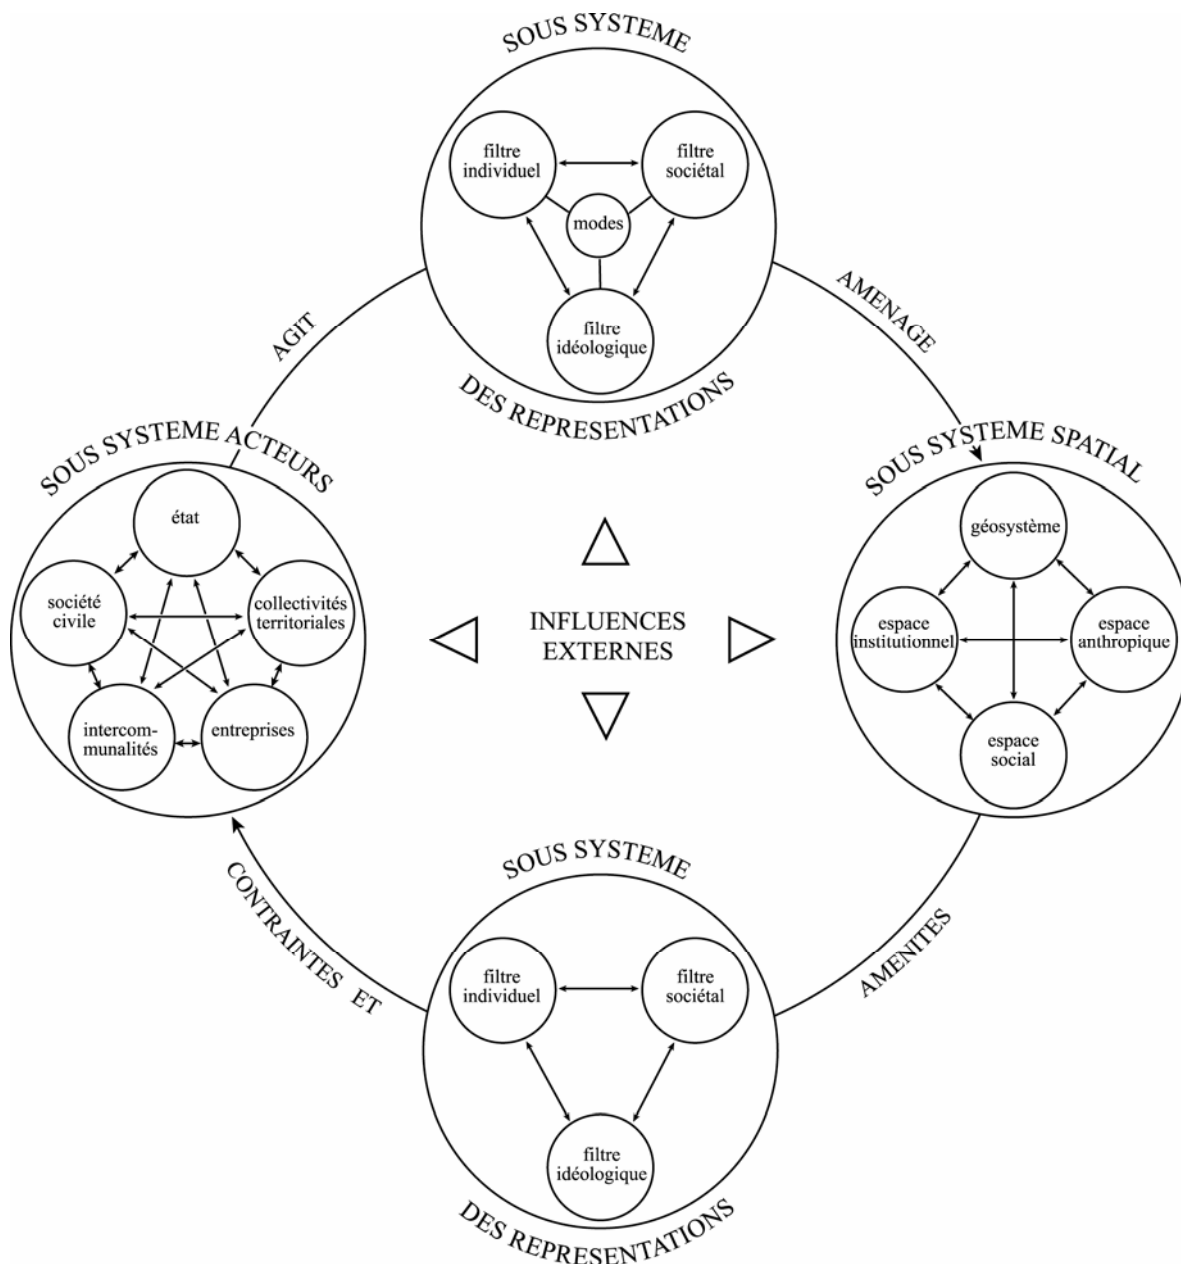 SOUS SYSTEME
filtre
individuel
filtre
sociétal
modes
filtre
idéologique
DES REPRESENTATIONS
AGIT
AMENAGE
SOUS SYSTEME ACTEURS
état
société
civile
collectivités
territoriales
intercom-
munalités
entreprises
INFLUENCES
EXTERNES
SOUS SYSTEME SPATIAL
géosystème
espace
institutionnel
espace
anthropique
espace
social
CONTRAINTES ET
AMENITES
SOUS SYSTEME
filtre
individuel
filtre
sociétal
filtre
idéologique
DES REPRESENTATIONS